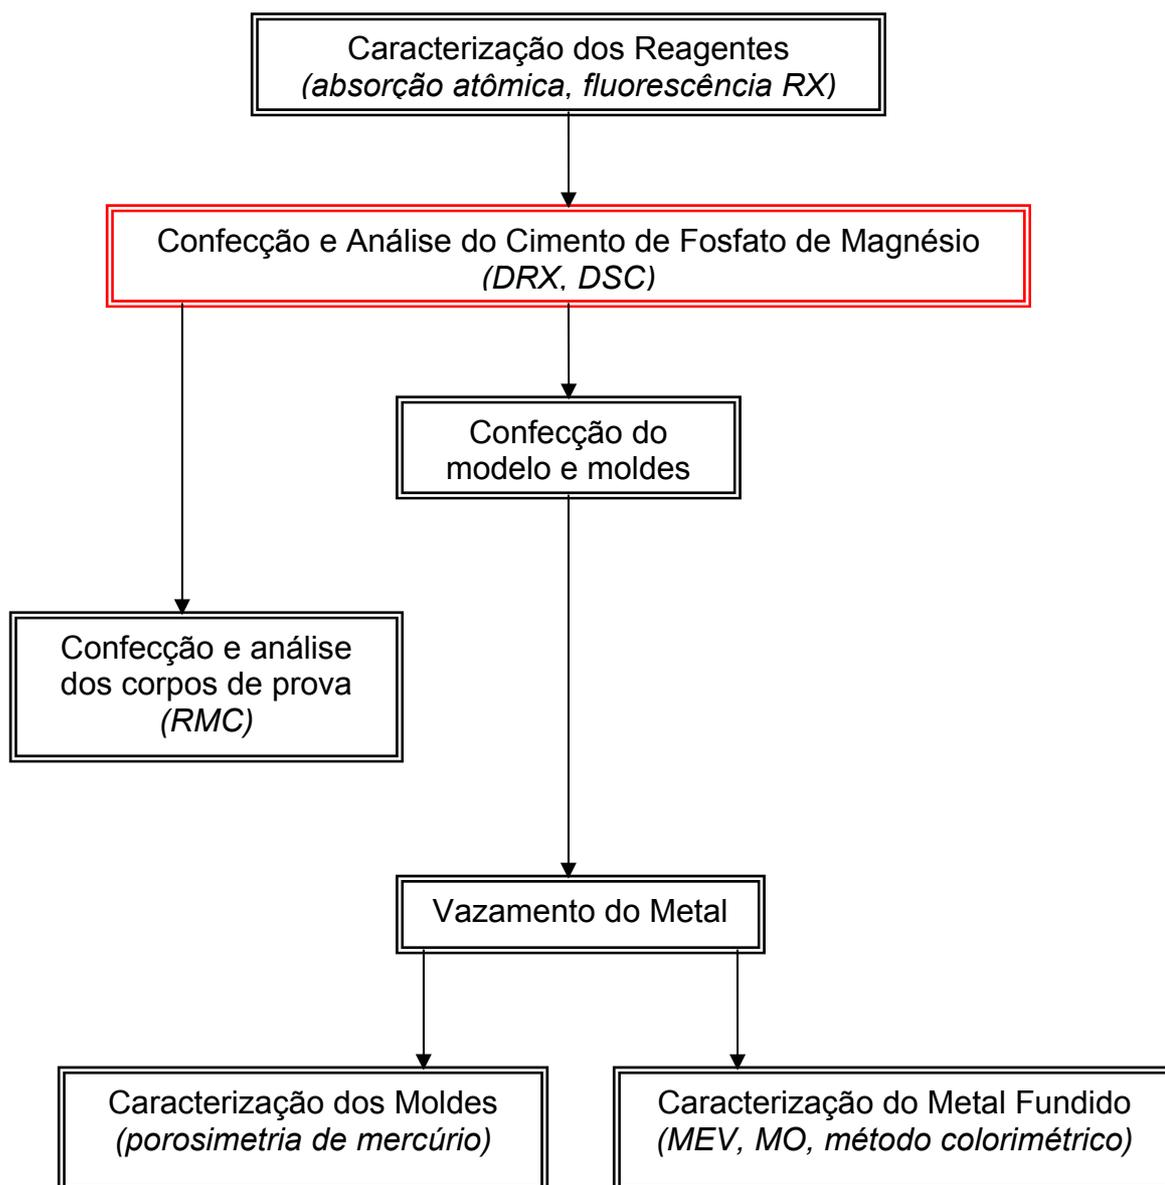 Caracterização dos Reagentes
(absorção atômica, fluorescência RX)
Confecção e Análise do Cimento de Fosfato de Magnésio
(DRX, DSC)
Confecção do
modelo e moldes
Confecção e análise
dos corpos de prova
(RMC)
Vazamento do Metal
Caracterização dos Moldes
(porosimetria de mercúrio)
Caracterização do Metal Fundido
(MEV, MO, método colorimétrico)